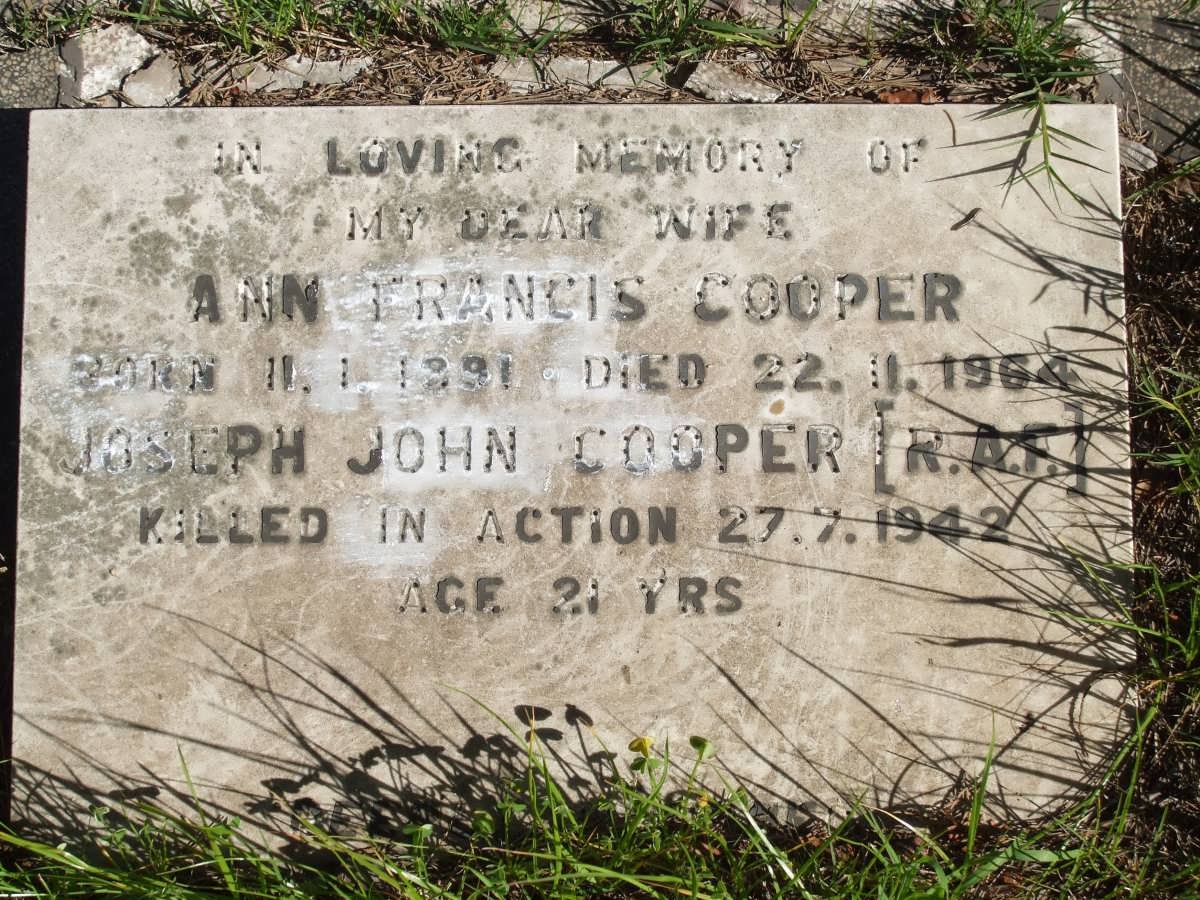 IN LOVING MEMORY OF
MY DEAR WIFE
ANN FRANCIS COOPER
BORN 11.1.1891 · DIED 22.11.1964
JOSEPH JOHN COOPER [R.A.F.]
KILLED IN ACTION 27.7.1942
AGE 21 YRS